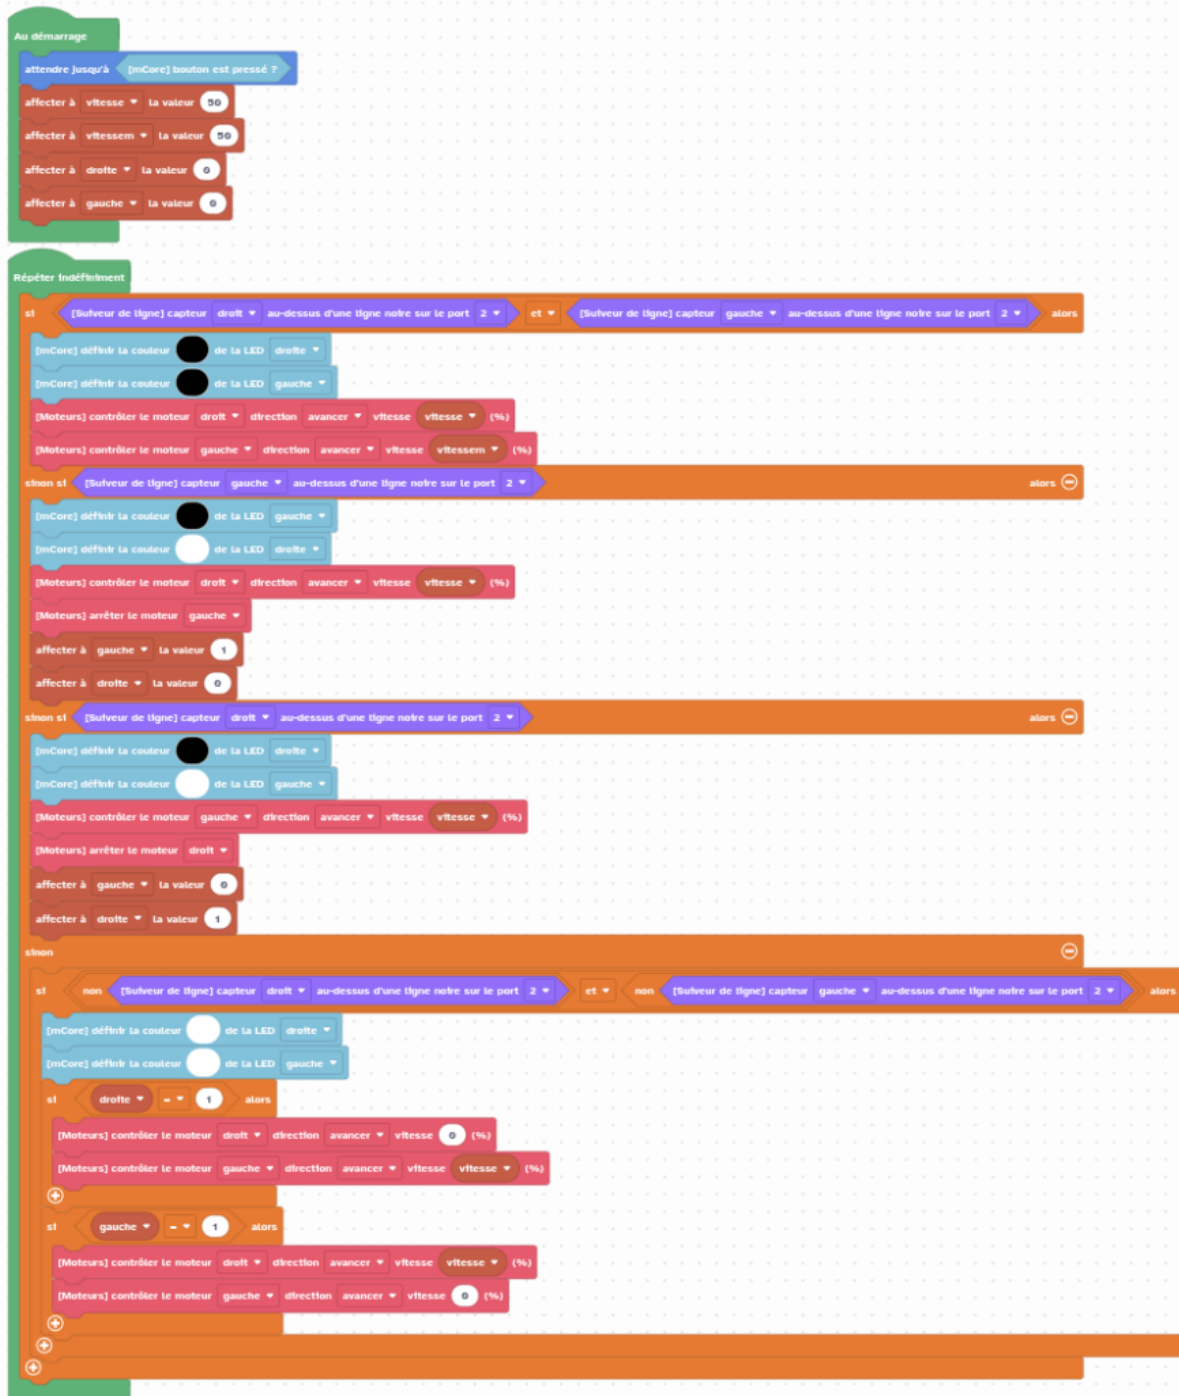 Au démarrage
attendre jusqu'à [mCore] bouton est pressé ?
affecter à vitesse la valeur 50
affecter à vitessem la valeur 50
affecter à droite la valeur 0
affecter à gauche la valeur 0
Répéter indéfiniment
si [Suiveur de ligne] capteur droit au-dessus d'une ligne noire sur le port 2 et [Suiveur de ligne] capteur gauche au-dessus d'une ligne noire sur le port 2 alors
[mCore] définir la couleur de la LED droite
[mCore] définir la couleur de la LED gauche
[Moteurs] contrôler le moteur droit direction avancer vitesse vitesse (%)
[Moteurs] contrôler le moteur gauche direction avancer vitesse vitessem (%)
sinon si [Suiveur de ligne] capteur gauche au-dessus d'une ligne noire sur le port 2 alors
[mCore] définir la couleur de la LED gauche
[mCore] définir la couleur de la LED droite
[Moteurs] contrôler le moteur droit direction avancer vitesse vitesse (%)
[Moteurs] arrêter le moteur gauche
affecter à gauche la valeur 1
affecter à droite la valeur 0
sinon si [Suiveur de ligne] capteur droit au-dessus d'une ligne noire sur le port 2 alors
[mCore] définir la couleur de la LED droite
[mCore] définir la couleur de la LED gauche
[Moteurs] contrôler le moteur gauche direction avancer vitesse vitesse (%)
[Moteurs] arrêter le moteur droit
affecter à gauche la valeur 0
affecter à droite la valeur 1
sinon
si non [Suiveur de ligne] capteur droit au-dessus d'une ligne noire sur le port 2 et non [Suiveur de ligne] capteur gauche au-dessus d'une ligne noire sur le port 2 alors
[mCore] définir la couleur de la LED droite
[mCore] définir la couleur de la LED gauche
si droite = 1 alors
[Moteurs] contrôler le moteur droit direction avancer vitesse 0 (%)
[Moteurs] contrôler le moteur gauche direction avancer vitesse vitesse (%)
si gauche = 1 alors
[Moteurs] contrôler le moteur droit direction avancer vitesse vitesse (%)
[Moteurs] contrôler le moteur gauche direction avancer vitesse 0 (%)